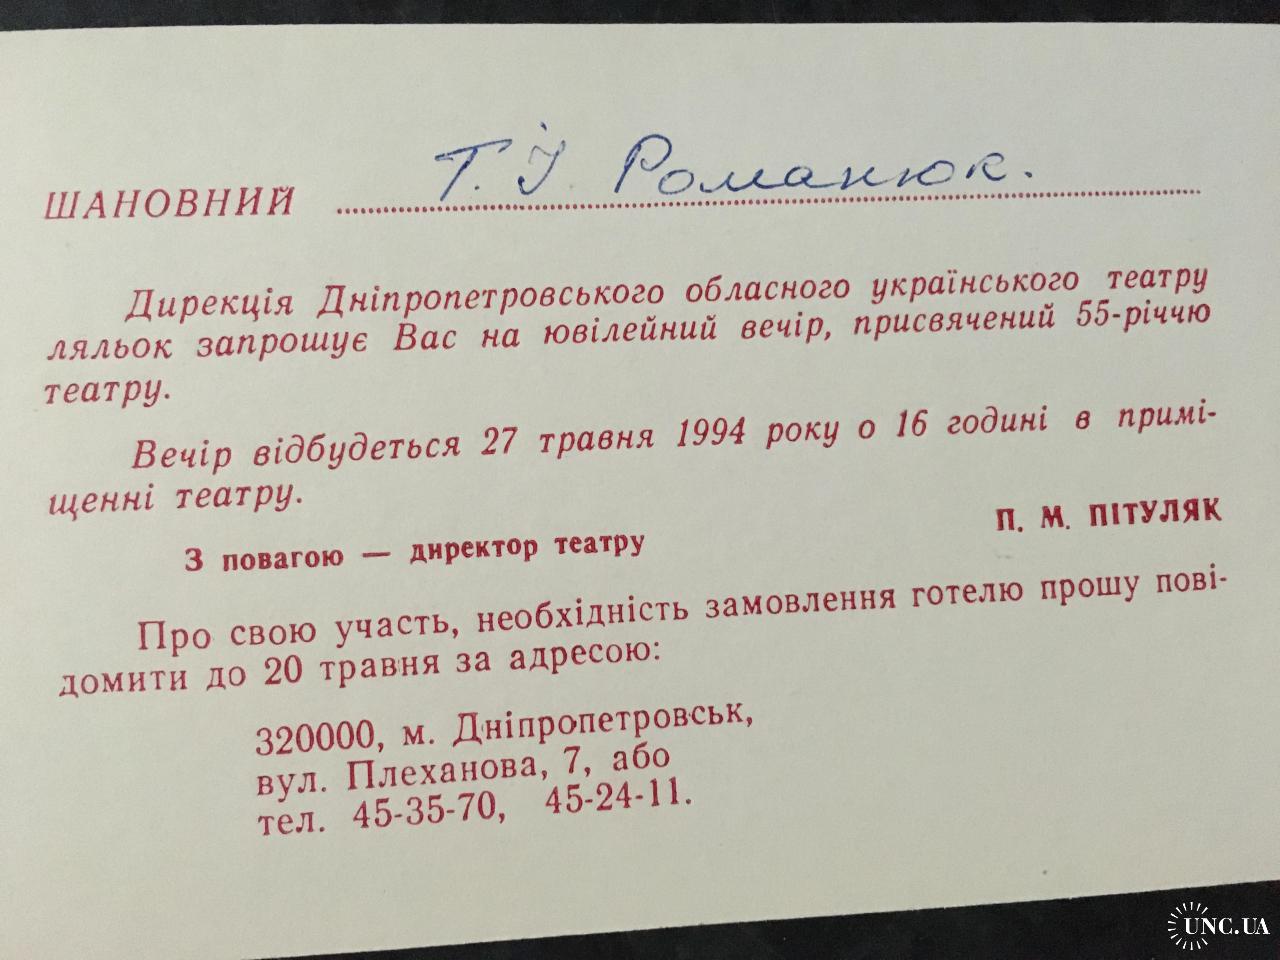 ШАНОВНИЙ Т.І. Романюк.
Дирекція Дніпропетровського обласного українського театру
ляльок запрошує Вас на ювілейний вечір, присвячений 55-річчю
театру.
Вечір відбудеться 27 травня 1994 року о 16 годині в примі-
щенні театру.
З повагою — директор театру П. М. ПІТУЛЯК
Про свою участь, необхідність замовлення готелю прошу пові-
домити до 20 травня за адресою:
320000, м. Дніпропетровськ,
вул. Плеханова, 7, або
тел. 45-35-70, 45-24-11.
UNC.UA